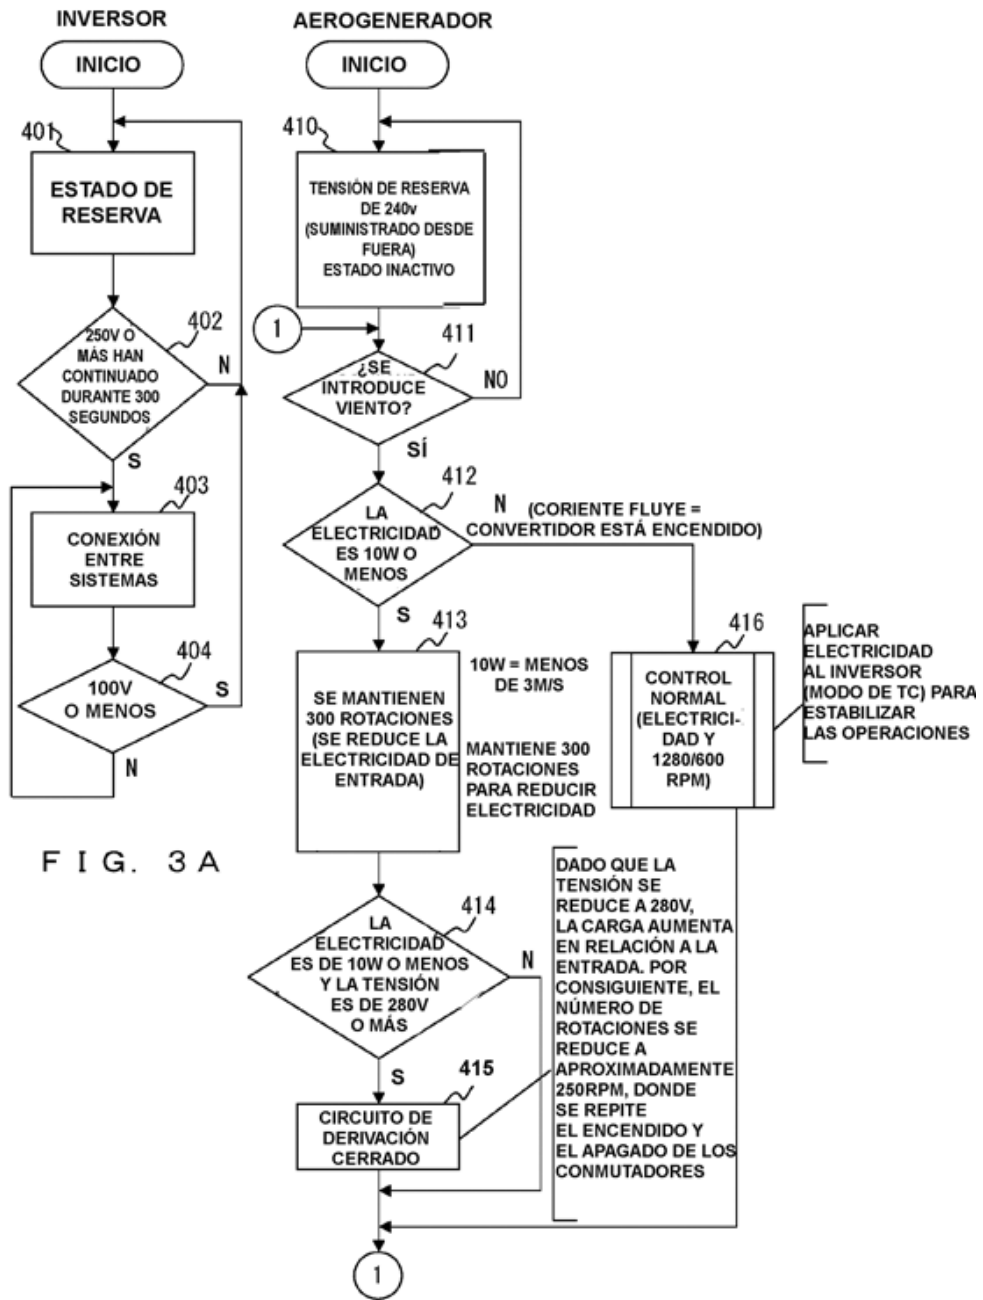 INVERSOR
INICIO
401
ESTADO DE
RESERVA
402
250V O
MÁS HAN
CONTINUADO
DURANTE 300
SEGUNDOS
N
S
403
CONEXIÓN
ENTRE
SISTEMAS
404
100V
O MENOS
S
N
FIG. 3A
AEROGENERADOR
INICIO
410
TENSIÓN DE RESERVA
DE 240v
(SUMINISTRADO DESDE
FUERA)
ESTADO INACTIVO
1
411
¿SE
INTRODUCE
VIENTO?
NO
SÍ
412
LA
ELECTRICIDAD
ES 10W O
MENOS
N (CORIENTE FLUYE =
CONVERTIDOR ESTÁ ENCENDIDO)
S
413
SE MANTIENEN
300 ROTACIONES
(SE REDUCE LA
ELECTRICIDAD DE
ENTRADA)
10W = MENOS
DE 3M/S
MANTIENE 300
ROTACIONES
PARA REDUCIR
ELECTRICIDAD
416
CONTROL
NORMAL
(ELECTRICI-
DAD Y
1280/600
RPM)
APLICAR
ELECTRICIDAD
AL INVERSOR
(MODO DE TC) PARA
ESTABILIZAR
LAS OPERACIONES
414
LA
ELECTRICIDAD
ES DE 10W O MENOS
Y LA TENSIÓN
ES DE 280V
O MÁS
N
S
415
CIRCUITO DE
DERIVACIÓN
CERRADO
DADO QUE LA
TENSIÓN SE
REDUCE A 280V,
LA CARGA AUMENTA
EN RELACIÓN A LA
ENTRADA. POR
CONSIGUIENTE, EL
NÚMERO DE
ROTACIONES SE
REDUCE A
APROXIMADAMENTE
250RPM, DONDE
SE REPITE
EL ENCENDIDO Y
EL APAGADO DE LOS
CONMUTADORES
1